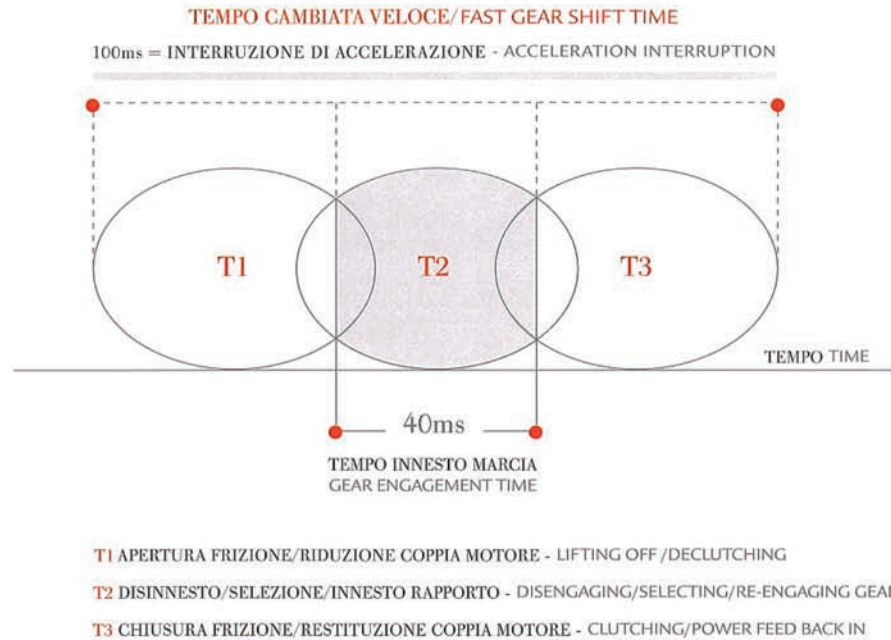 TEMPO CAMBIATA VELOCE/FAST GEAR SHIFT TIME
100ms = INTERRUZIONE DI ACCELERAZIONE - ACCELERATION INTERRUPTION
T1 T2 T3
TEMPO TIME
40ms
TEMPO INNESTO MARCIA
GEAR ENGAGEMENT TIME
T1 APERTURA FRIZIONE/RIDUZIONE COPPIA MOTORE - LIFTING OFF/DECLUTCHING
T2 DISINNESTO/SELEZIONE/INNESTO RAPPORTO - DISENGAGING/SELECTING/RE-ENGAGING GEAR
T3 CHIUSURA FRIZIONE/RESTITUZIONE COPPIA MOTORE - CLUTCHING/POWER FEED BACK IN